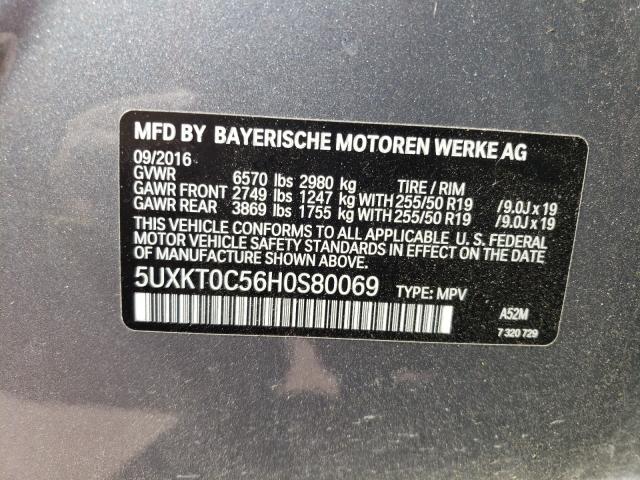 MFD BY BAYERISCHE MOTOREN WERKE AG
09/2016
GVWR 6570 lbs 2980 kg TIRE / RIM
GAWR FRONT 2749 lbs 1247 kg WITH 255/50 R19 /9.0J x 19
GAWR REAR 3869 lbs 1755 kg WITH 255/50 R19 /9.0J x 19
THIS VEHICLE CONFORMS TO ALL APPLICABLE U. S. FEDERAL
MOTOR VEHICLE SAFETY STANDARDS IN EFFECT ON THE DATE
OF MANUFACTURE SHOWN ABOVE.
5UXKT0C56H0S80069 TYPE: MPV
A52M
7 320 729